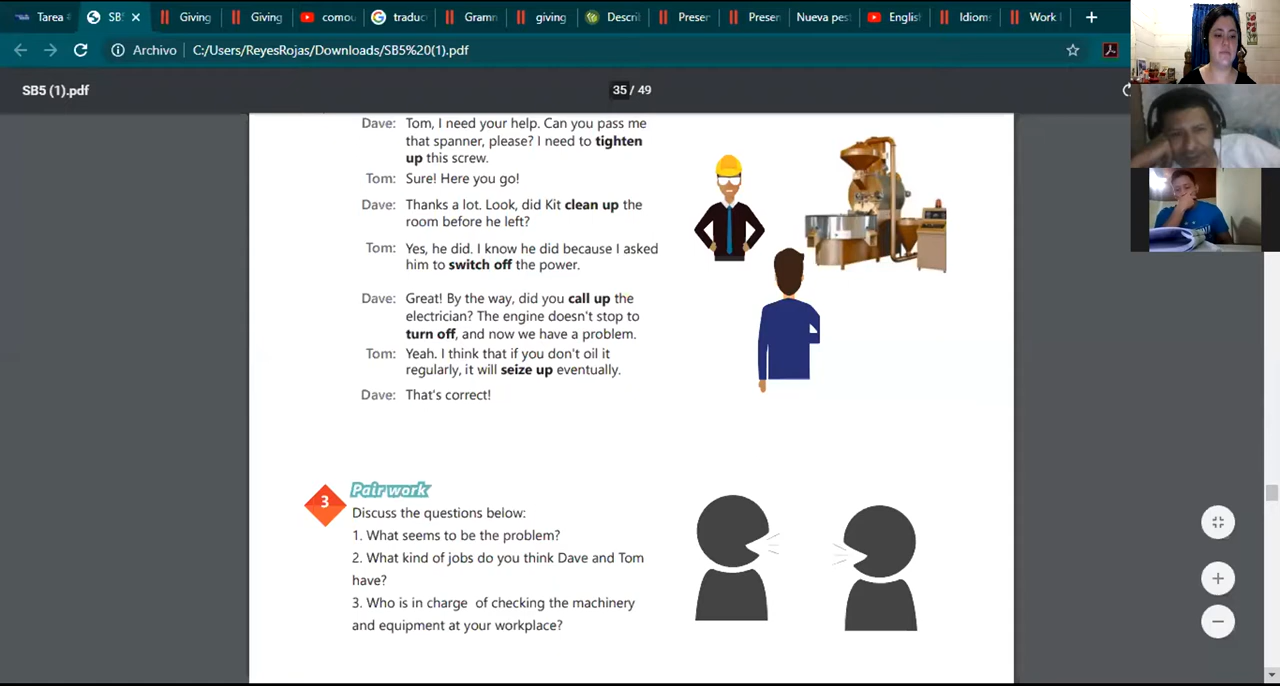 Tarea
SB5
Giving
Giving
comou
traduc
Gramn
giving
Descri
Preser
Preser
Nueva pest
English
Idioms
Work
Archivo
C:/Users/ReyesRojas/Downloads/SB5%20(1).pdf
SB5 (1).pdf
35 / 49
Dave: Tom, I need your help. Can you pass me
that spanner, please? I need to tighten
up this screw.
Tom: Sure! Here you go!
Dave: Thanks a lot. Look, did Kit clean up the
room before he left?
Tom: Yes, he did. I know he did because I asked
him to switch off the power.
Dave: Great! By the way, did you call up the
electrician? The engine doesn't stop to
turn off, and now we have a problem.
Tom: Yeah. I think that if you don't oil it
regularly, it will seize up eventually.
Dave: That's correct!
3
Pair work
Discuss the questions below:
1. What seems to be the problem?
2. What kind of jobs do you think Dave and Tom
have?
3. Who is in charge of checking the machinery
and equipment at your workplace?